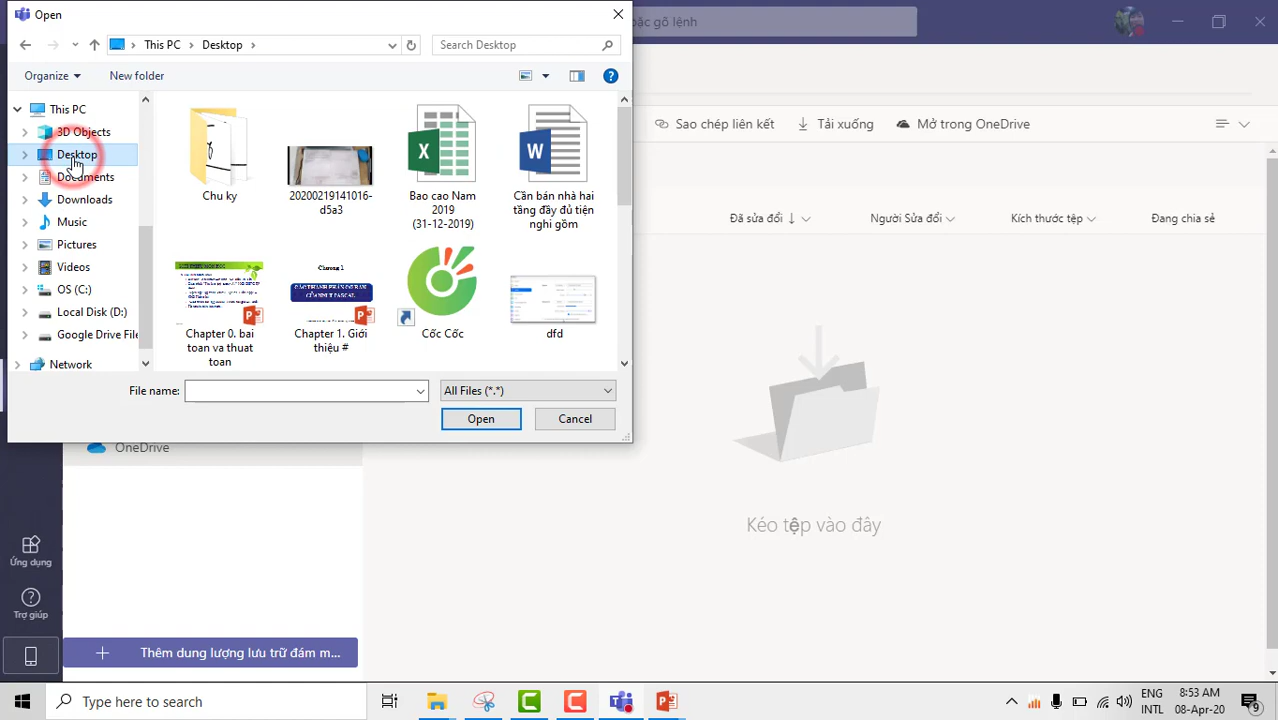 Open
oặc gõ lệnh
This PC
Desktop
Search Desktop
Organize
New folder
This PC
3D Objects
Desktop
Documents
Downloads
Music
Pictures
Videos
OS (C:)
Local Disk (D:)
Google Drive File
Network
Chu ky
20200219141016-
d5a3
Bao cao Nam
2019
(31-12-2019)
Căn bán nhà hai
tầng đầy đủ tiện
nghi gồm
Chương 1
Chapter 0. bai
toan va thuat
toan
Chapter 1. Giới
thiệu #
Cốc Cốc
dfd
File name:
All Files (*.*)
Open
Cancel
Sao chép liên kết
Tải xuống
Mở trong OneDrive
Đã sửa đổi
Người Sửa đổi
Kích thước tệp
Đang chia sẻ
Kéo tệp vào đây
OneDrive
Ứng dụng
Trợ giúp
Thêm dung lượng lưu trữ đám m...
Type here to search
ENG
INTL
8:53 AM
08-Apr-20
9